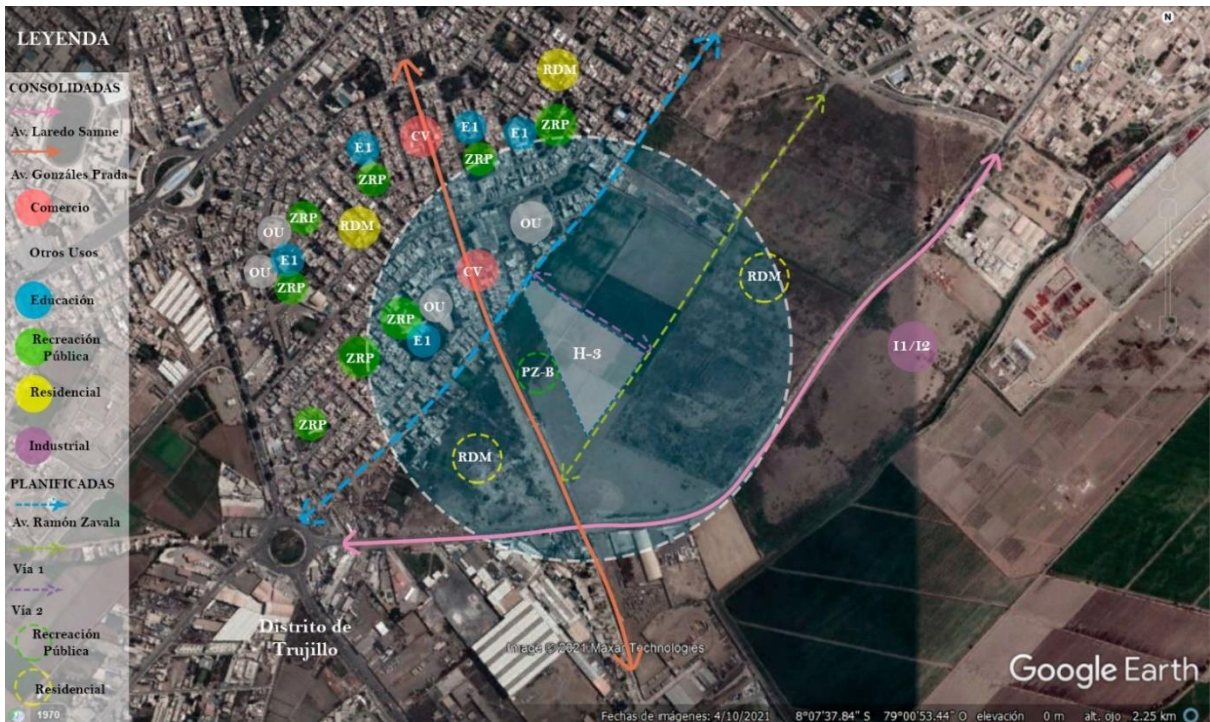 LEYENDA
CONSOLIDADAS
Av. Laredo Samne
Av. Gonzáles Prada
Comercio
Otros Usos
Educación
Recreación
Pública
Residencial
Industrial
PLANIFICADAS
Av. Ramón Zavala
Vía 1
Vía 2
Recreación
Pública
Residencial
1970
N
RDM
CV
E1
E1
ZRP
E1
ZRP
ZRP
ZRP
OU
RDM
OU
E1
OU
ZRP
CV
RDM
OU
ZRP
E1
ZRP
H-3
I1/I2
PZ-B
ZRP
RDM
Distrito de
Trujillo
Image © 2021 Maxar Technologies
Google Earth
Fechas de imágenes: 4/10/2021 8°07'37.84" S 79°00'53.44" O elevación 0 m alt. ojo 2.25 km